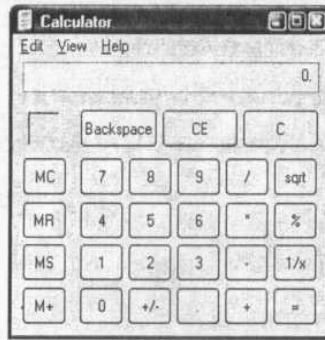 Calculator
Edit View Help
0.
Backspace CE C
MC 7 8 9 / sqrt
MR 4 5 6 * %
MS 1 2 3 - 1/x
M+ 0 +/- . + =